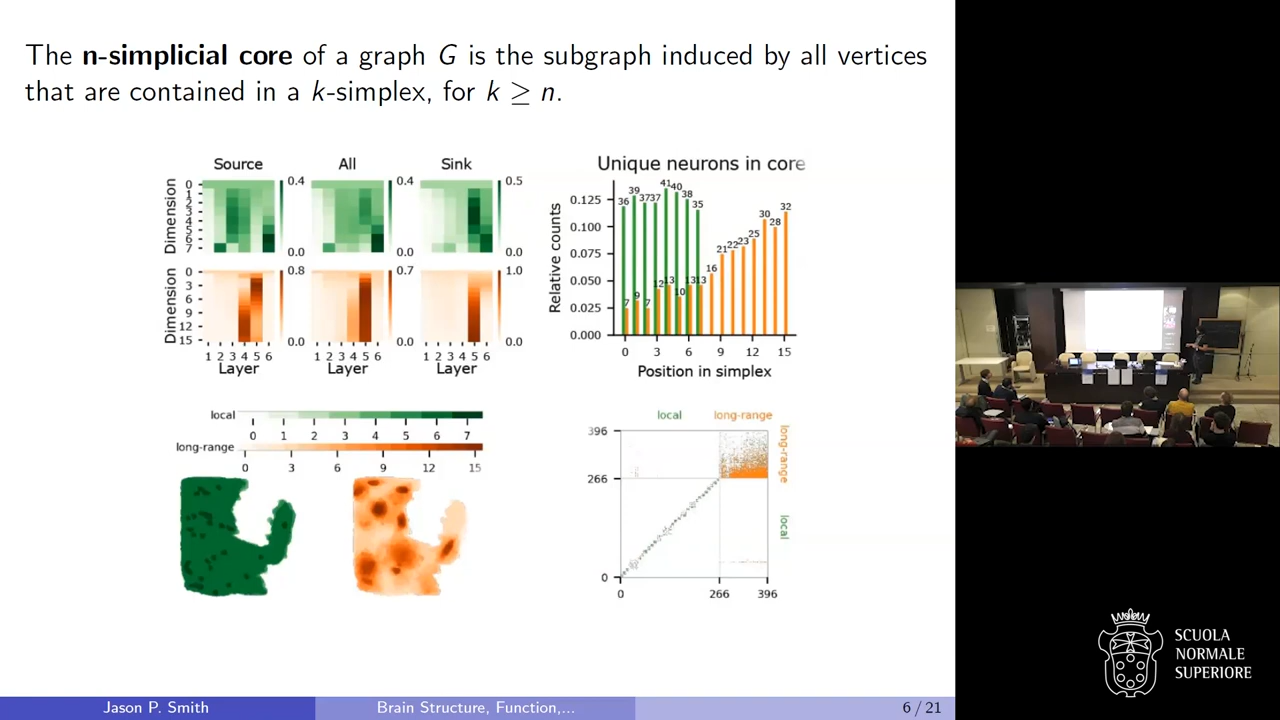 The n-simplicial core of a graph G is the subgraph induced by all vertices
that are contained in a k-simplex, for k ≥ n.
Source All Sink
Dimension
0
1
2
3
4
5
6
7
0.4
0.0
0.4
0.0
0.5
0.0
Dimension
0
3
6
9
12
15
0.8
0.0
0.7
0.0
1.0
0.0
1 2 3 4 5 6
1 2 3 4 5 6
1 2 3 4 5 6
Layer Layer Layer
Unique neurons in core
Relative counts
0.125
0.100
0.075
0.050
0.025
0.000
36 39 37 37 41 40 38 35
7 9 7 12 13 10 13 13 16 21 22 23 25 30 28 32
0 3 6 9 12 15
Position in simplex
local
0 1 2 3 4 5 6 7
long-range
0 3 6 9 12 15
local long-range
396
266
0
long-range
local
0 266 396
SCUOLA
NORMALE
SUPERIORE
Jason P. Smith Brain Structure, Function,... 6 / 21